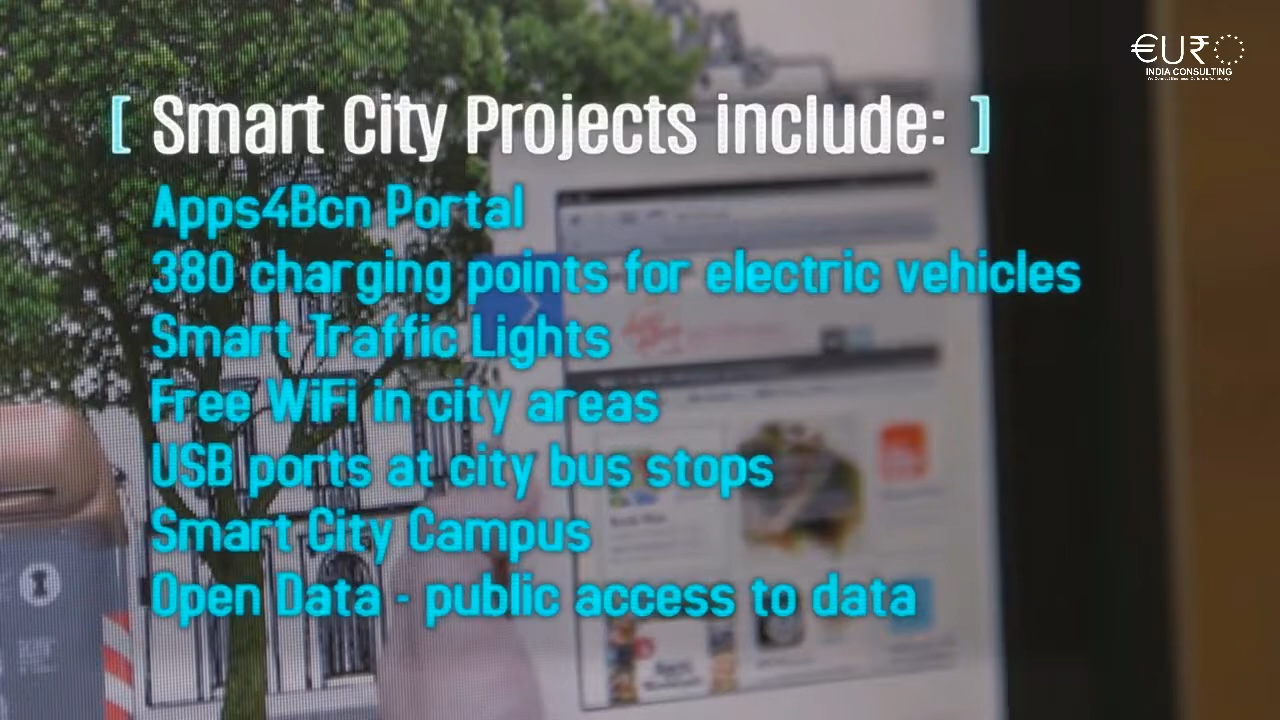 €UR₹
INDIA CONSULTING
[ Smart City Projects include: ]
Apps4Bcn Portal
380 charging points for electric vehicles
Smart Traffic Lights
Free WiFi in city areas
USB ports at city bus stops
Smart City Campus
Open Data - public access to data